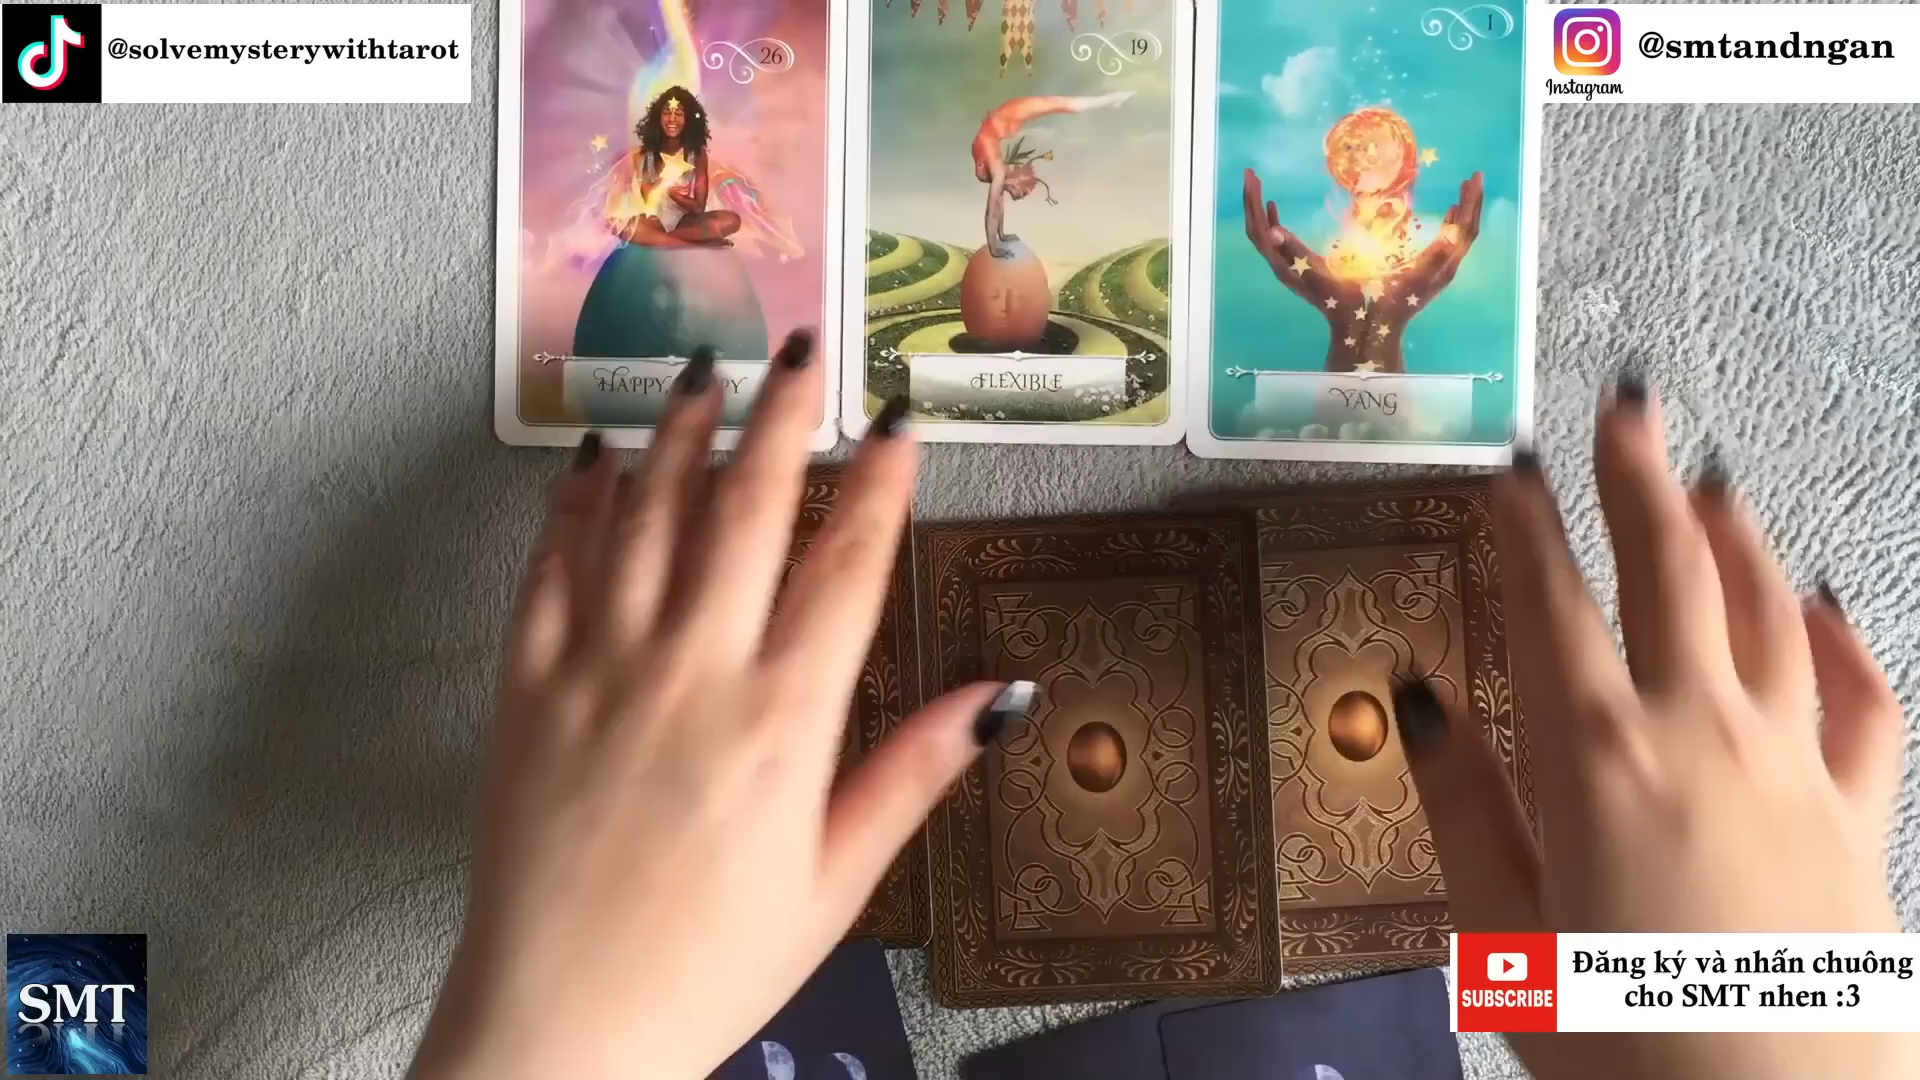 @solvemysterywithtarot
@smtandngan
Instagram
26
19
1
HAPPY
FLEXIBLE
YANG
SMT
SUBSCRIBE
Đăng ký và nhấn chuông
cho SMT nhen :3